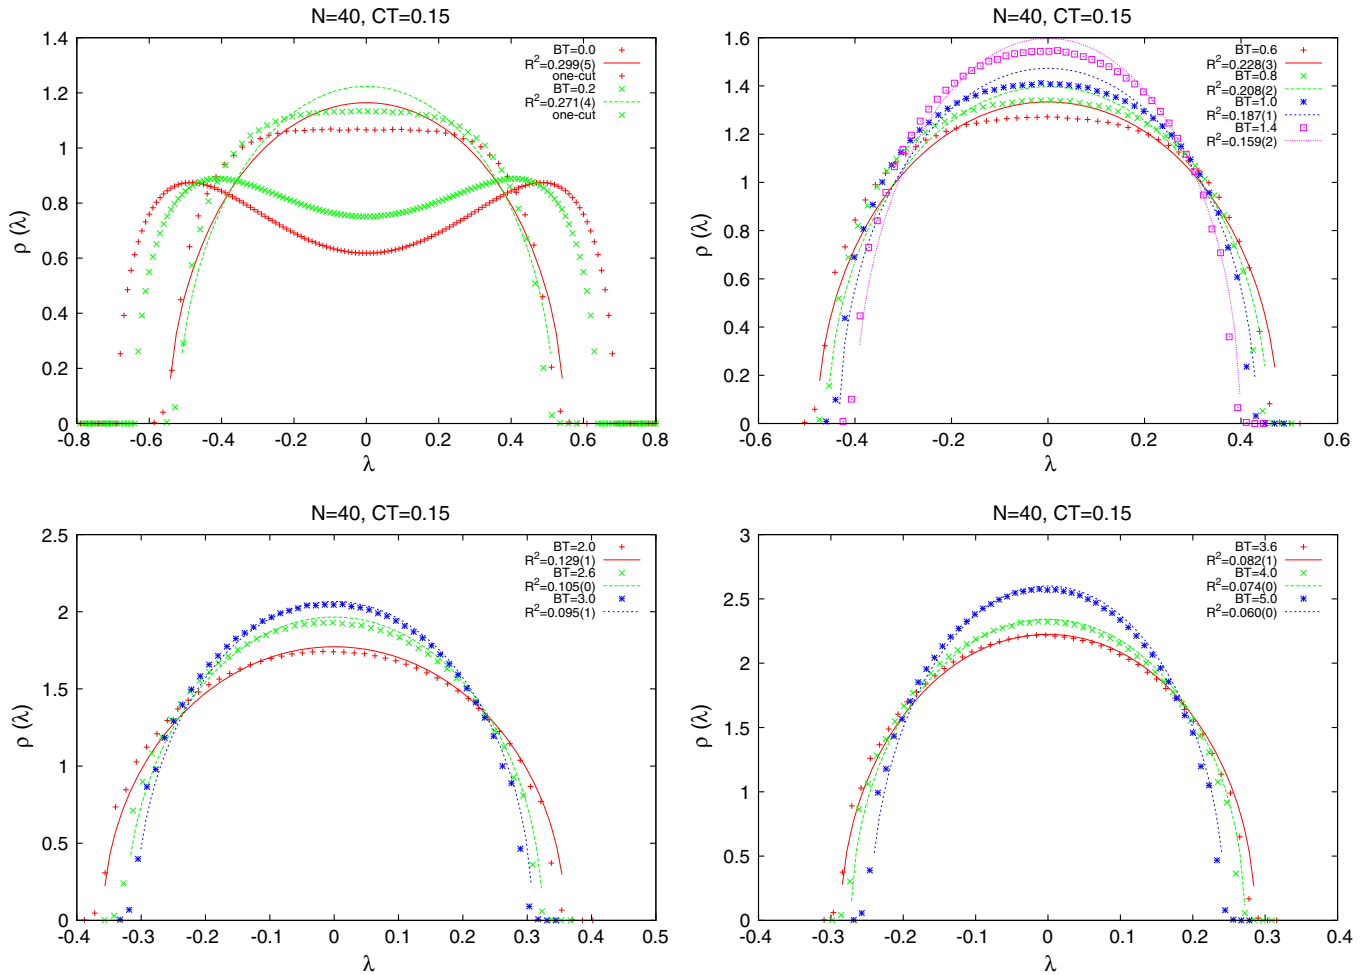 N=40, CT=0.15
ρ (λ)
1.4
1.2
1
0.8
0.6
0.4
0.2
0
BT=0.0
R²=0.299(5)
one-cut
BT=0.2
R²=0.271(4)
one-cut
-0.8 -0.6 -0.4 -0.2 0 0.2 0.4 0.6 0.8
λ
N=40, CT=0.15
ρ (λ)
1.6
1.4
1.2
1
0.8
0.6
0.4
0.2
0
BT=0.6
R²=0.228(3)
BT=0.8
R²=0.208(2)
BT=1.0
R²=0.187(1)
BT=1.4
R²=0.159(2)
-0.6 -0.4 -0.2 0 0.2 0.4 0.6
λ
N=40, CT=0.15
ρ (λ)
2.5
2
1.5
1
0.5
0
BT=2.0
R²=0.129(1)
BT=2.6
R²=0.105(0)
BT=3.0
R²=0.095(1)
-0.4 -0.3 -0.2 -0.1 0 0.1 0.2 0.3 0.4 0.5
λ
N=40, CT=0.15
ρ (λ)
3
2.5
2
1.5
1
0.5
0
BT=3.6
R²=0.082(1)
BT=4.0
R²=0.074(0)
BT=5.0
R²=0.060(0)
-0.4 -0.3 -0.2 -0.1 0 0.1 0.2 0.3 0.4
λ